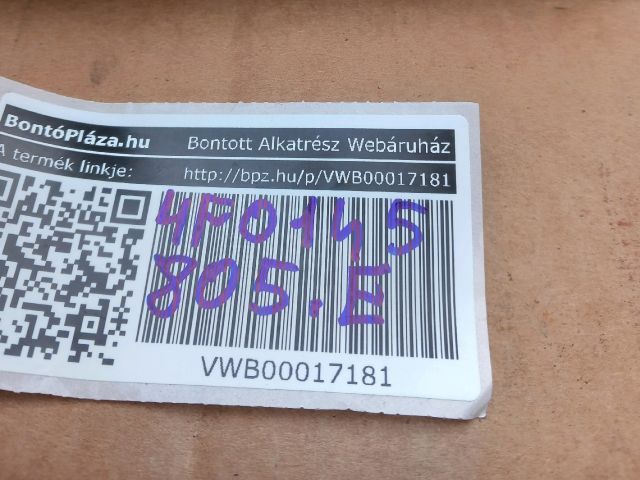 BontóPláza.hu Bontott Alkatrész Webáruház
A termék linkje: http://bpz.hu/p/VWB00017181
4F0145
805.E
VWB00017181